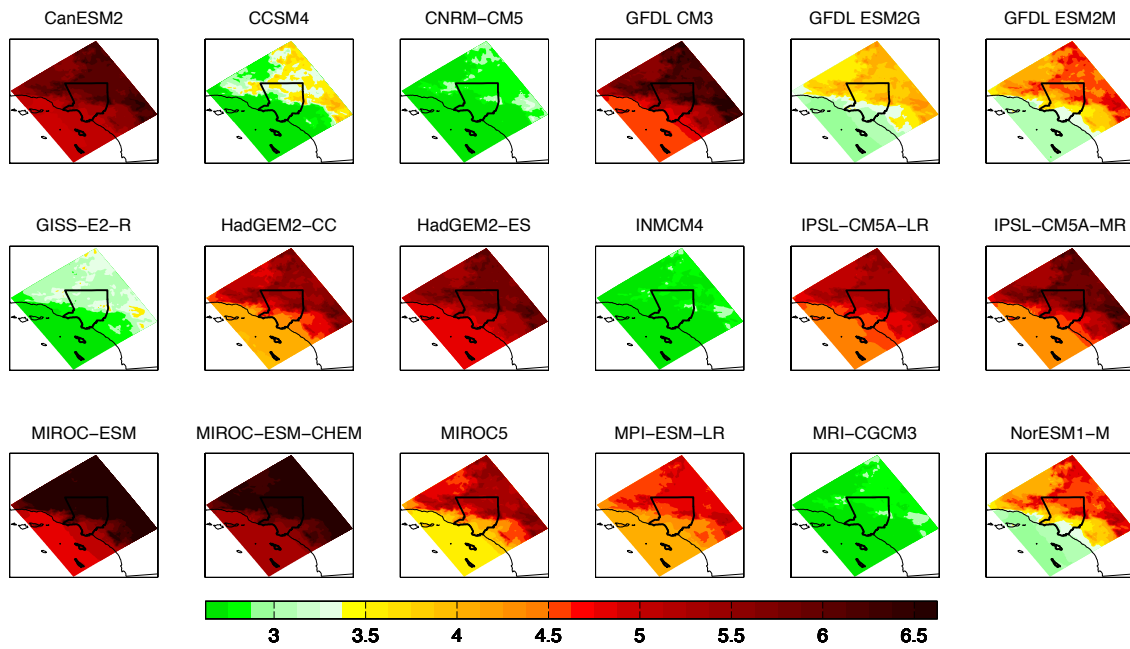 CanESM2 CCSM4 CNRM−CM5 GFDL CM3 GFDL ESM2G GFDL ESM2M
GISS−E2−R HadGEM2−CC HadGEM2−ES INMCM4 IPSL−CM5A−LR IPSL−CM5A−MR
MIROC−ESM MIROC−ESM−CHEM MIROC5 MPI−ESM−LR MRI−CGCM3 NorESM1−M
3 3.5 4 4.5 5 5.5 6 6.5